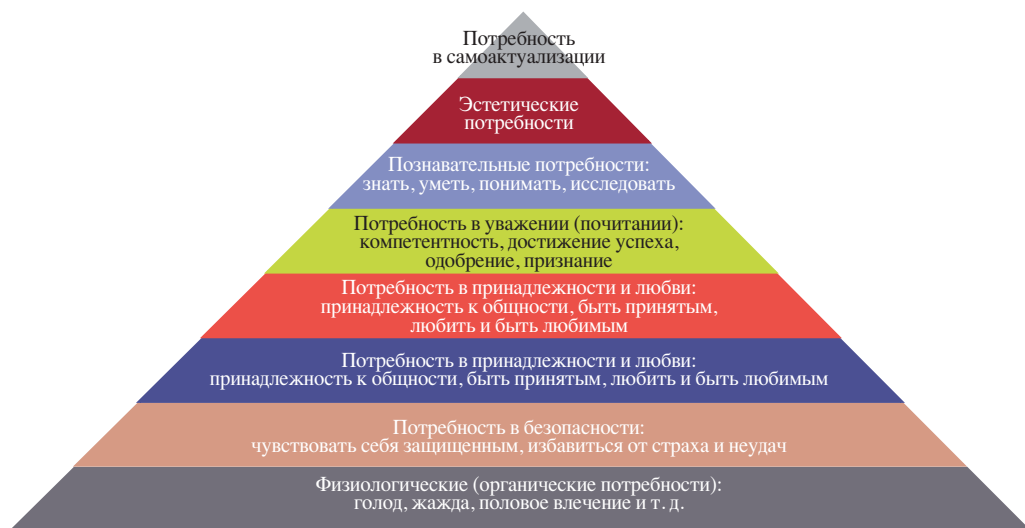 Потребность
в самоактуализации
Эстетические
потребности
Познавательные потребности:
знать, уметь, понимать, исследовать
Потребность в уважении (почитании):
компетентность, достижение успеха,
одобрение, признание
Потребность в принадлежности и любви:
принадлежность к общности, быть принятым,
любить и быть любимым
Потребность в принадлежности и любви:
принадлежность к общности, быть принятым, любить и быть любимым
Потребность в безопасности:
чувствовать себя защищенным, избавиться от страха и неудач
Физиологические (органические потребности):
голод, жажда, половое влечение и т. д.